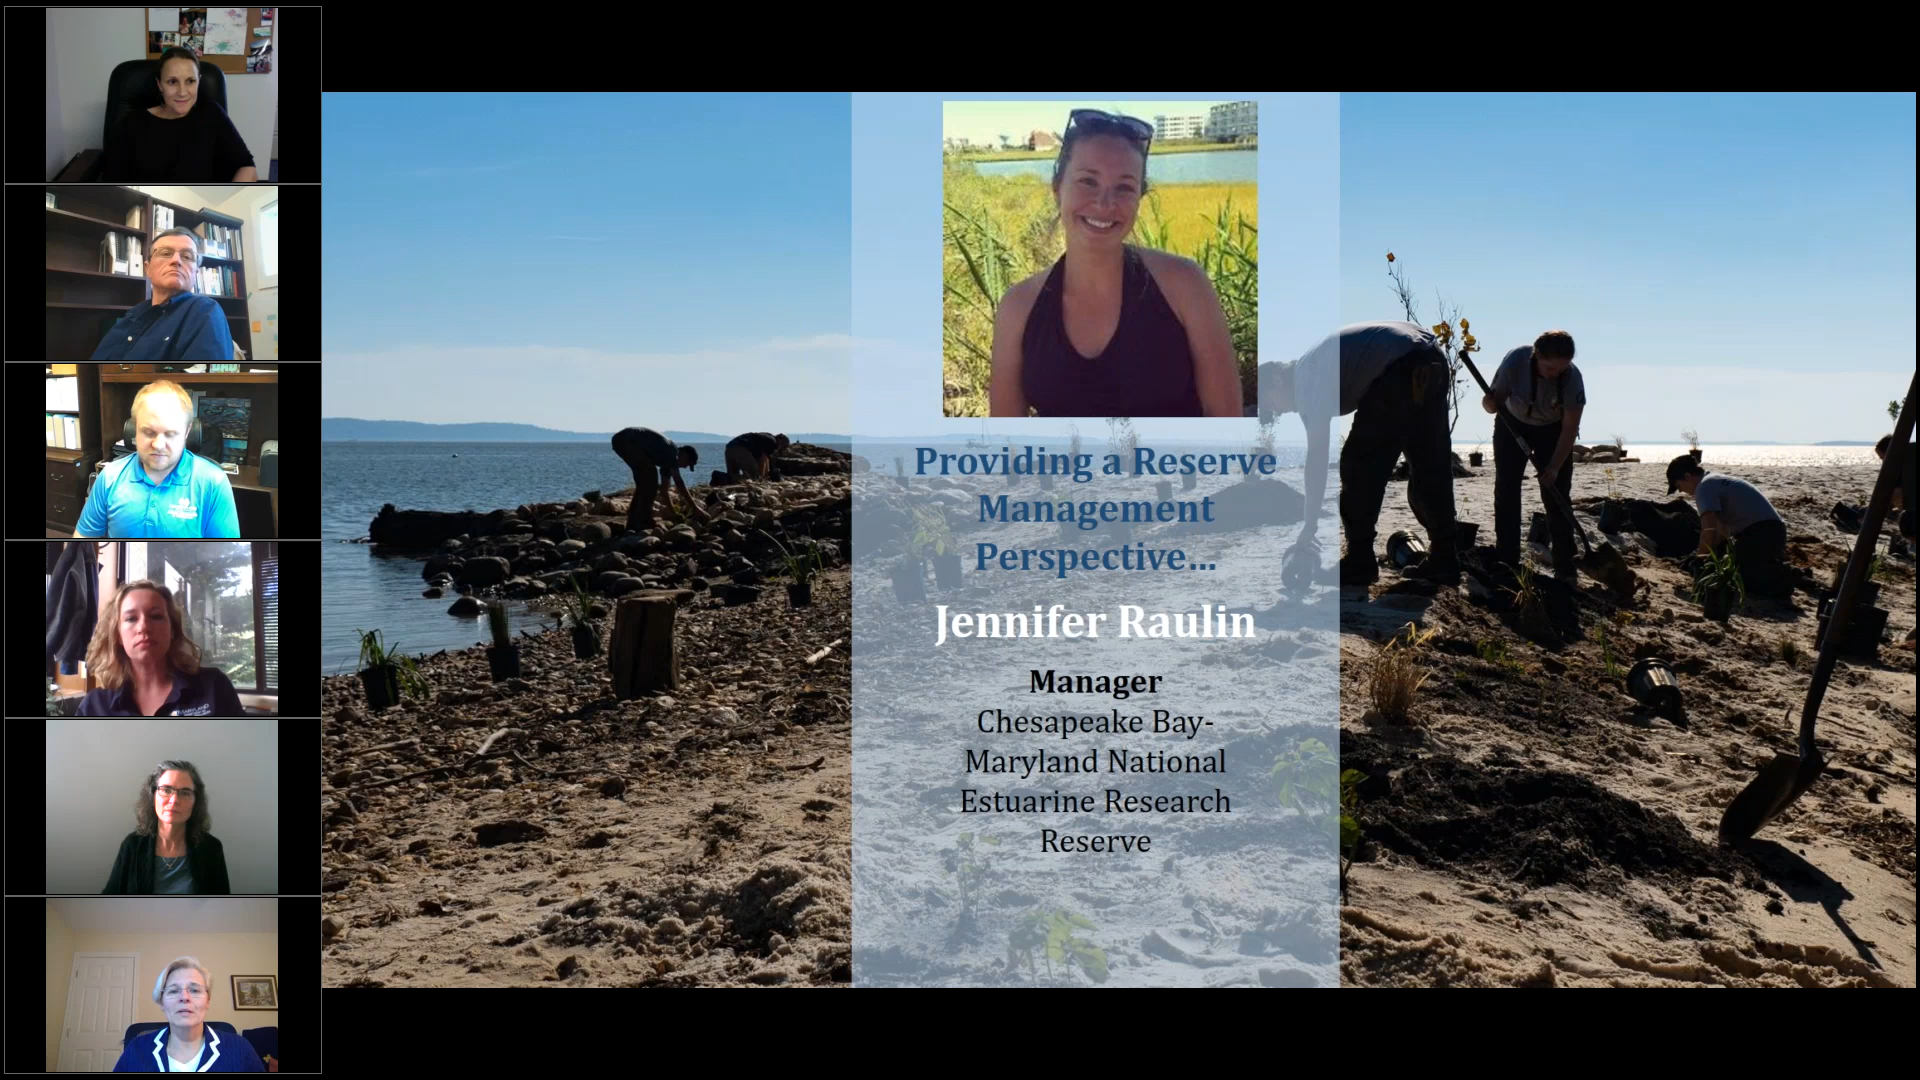 Providing a Reserve
Management
Perspective...
Jennifer Raulin
Manager
Chesapeake Bay-
Maryland National
Estuarine Research
Reserve